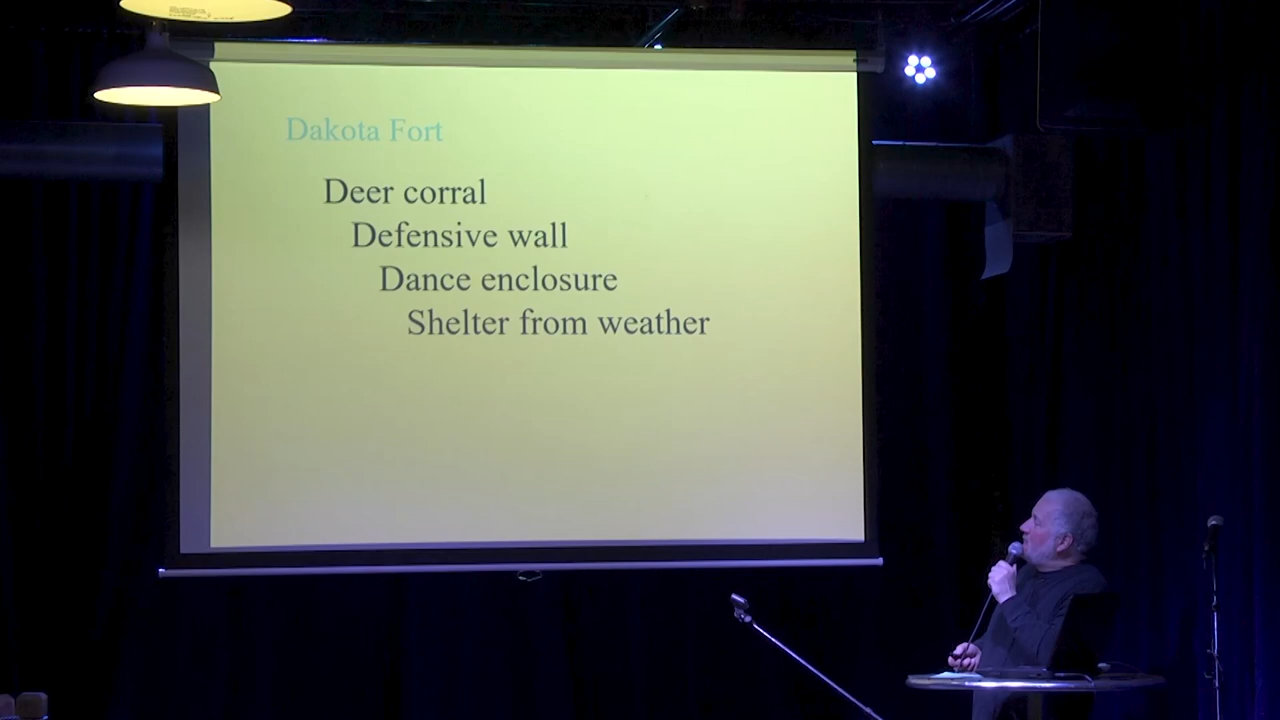 Dakota Fort
Deer corral
Defensive wall
Dance enclosure
Shelter from weather